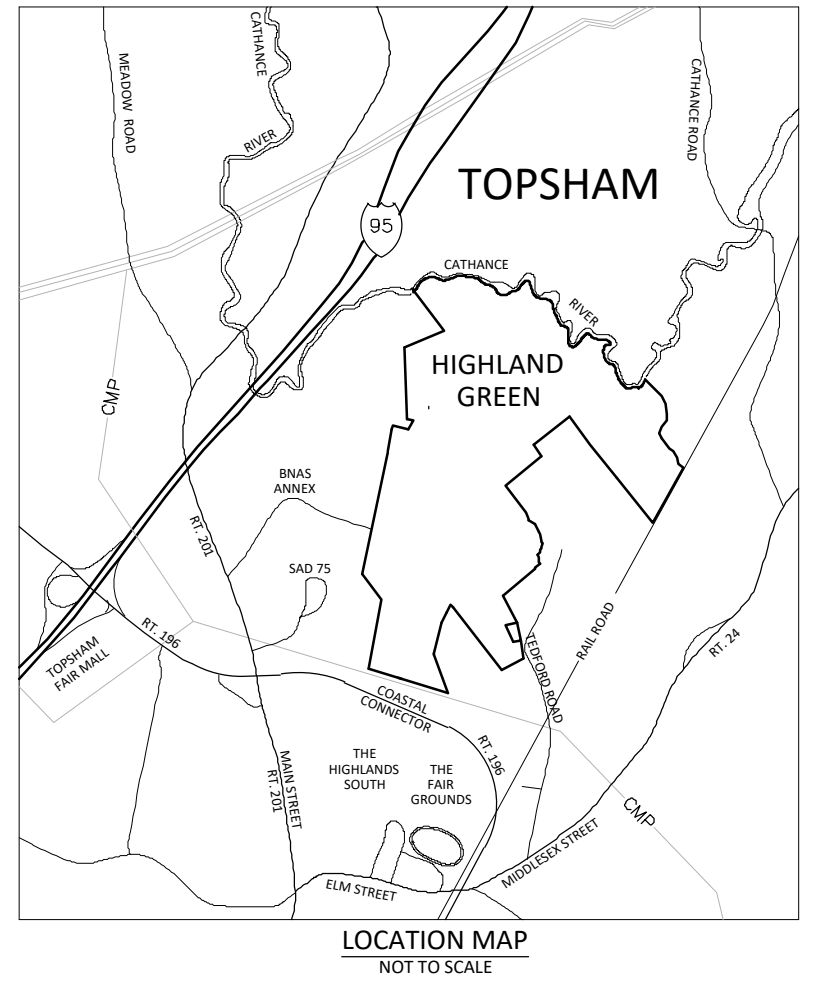 CATHANCE
RIVER
MEADOW ROAD
CATHANCE ROAD
TOPSHAM
95
CATHANCE
RIVER
HIGHLAND
GREEN
CMP
BNAS
ANNEX
RT. 201
SAD 75
RT. 196
TOPSHAM
FAIR MALL
COASTAL
CONNECTOR
TEDFORD ROAD
RAIL ROAD
RT. 24
RT. 196
MAIN STREET
RT. 201
THE
HIGHLANDS
SOUTH
THE
FAIR
GROUNDS
CMP
MIDDLESEX STREET
ELM STREET
LOCATION MAP
NOT TO SCALE